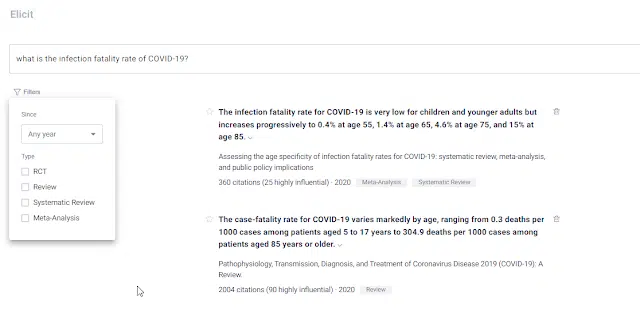 Elicit
what is the infection fatality rate of COVID-19?
Filters
Since
Any year
Type
RCT
Review
Systematic Review
Meta-Analysis
The infection fatality rate for COVID-19 is very low for children and younger adults but
increases progressively to 0.4% at age 55, 1.4% at age 65, 4.6% at age 75, and 15% at
age 85.
Assessing the age specificity of infection fatality rates for COVID-19: systematic review, meta-analysis,
and public policy implications
360 citations (25 highly influential) · 2020 Meta-Analysis Systematic Review
The case-fatality rate for COVID-19 varies markedly by age, ranging from 0.3 deaths per
1000 cases among patients aged 5 to 17 years to 304.9 deaths per 1000 cases among
patients aged 85 years or older.
Pathophysiology, Transmission, Diagnosis, and Treatment of Coronavirus Disease 2019 (COVID-19): A
Review.
2004 citations (90 highly influential) · 2020 Review